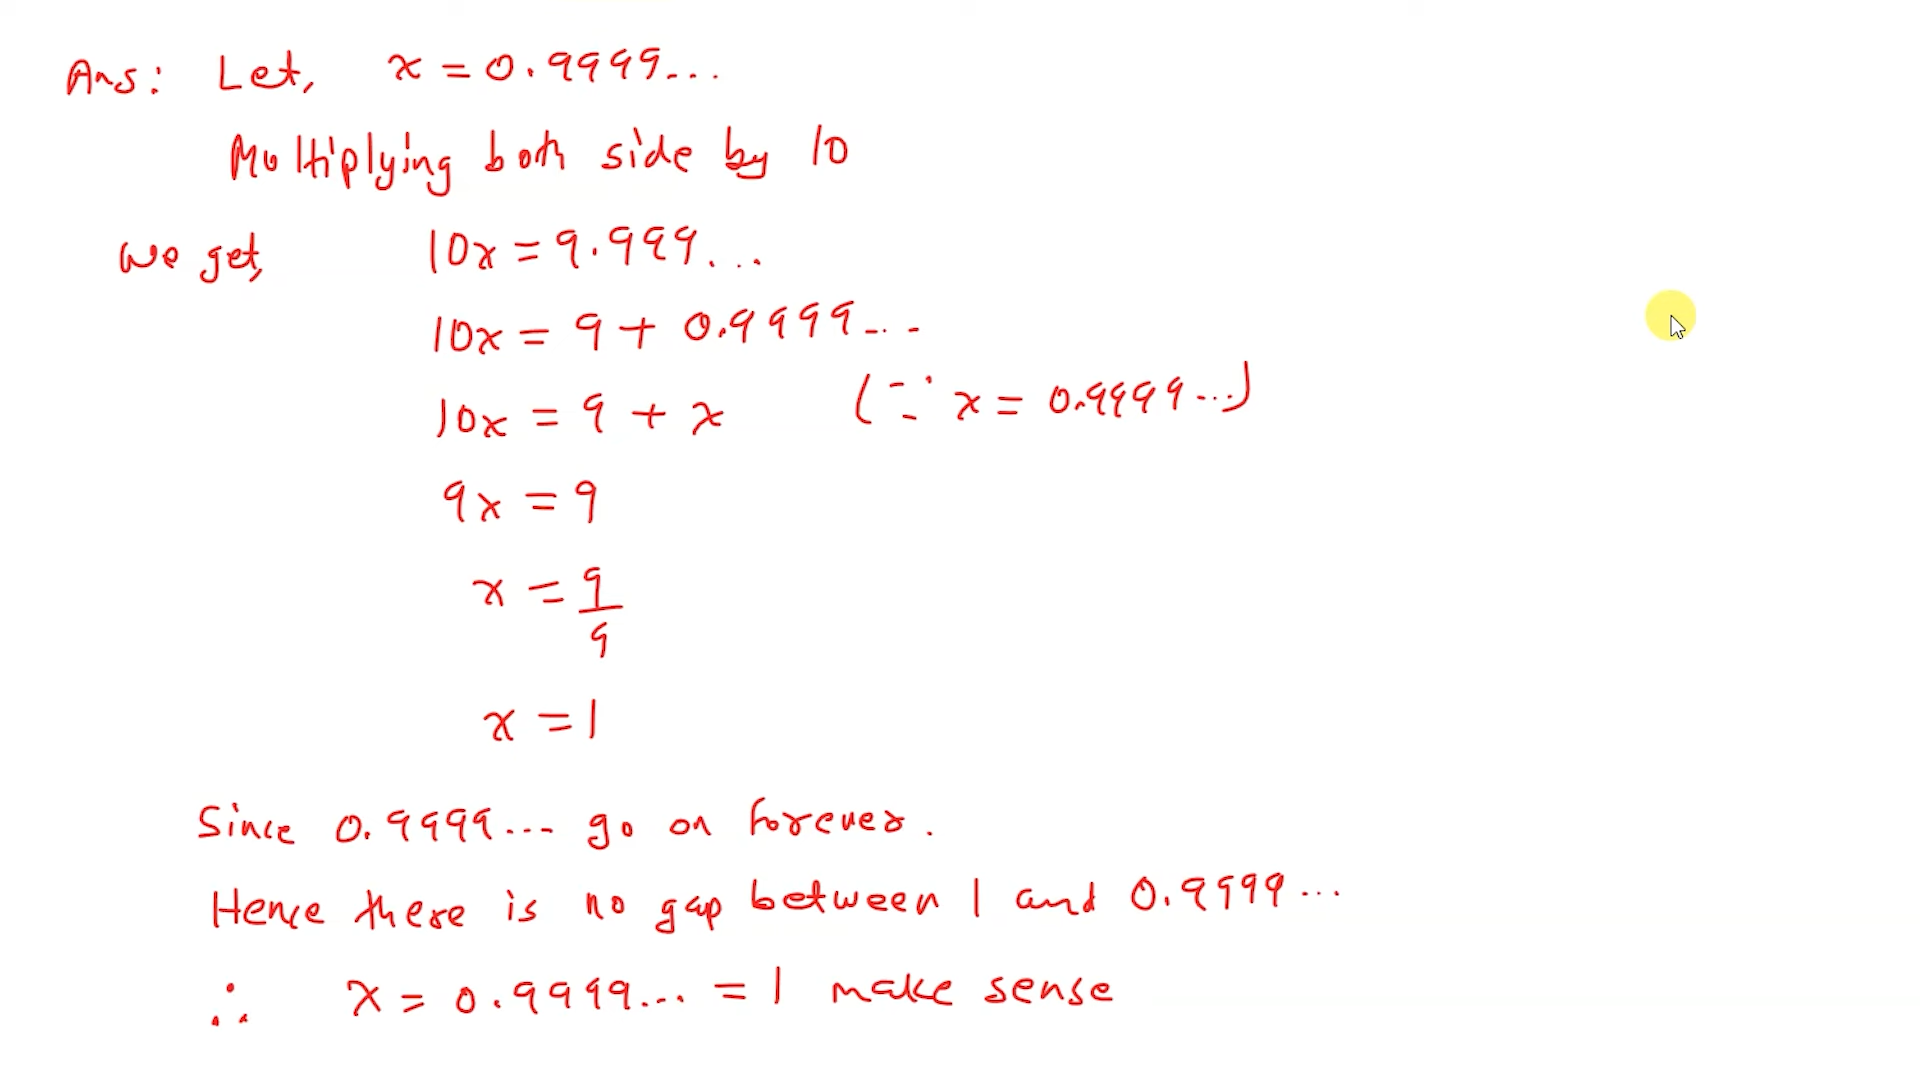 Ans: Let, x = 0.9999...
Multiplying both side by 10
We get, 10x = 9.999...
10x = 9 + 0.9999...
10x = 9 + x (∵ x = 0.9999...)
9x = 9
x = 9/9
x = 1
Since 0.9999... go on forever.
Hence there is no gap between 1 and 0.9999...
∴ x = 0.9999... = 1 make sense